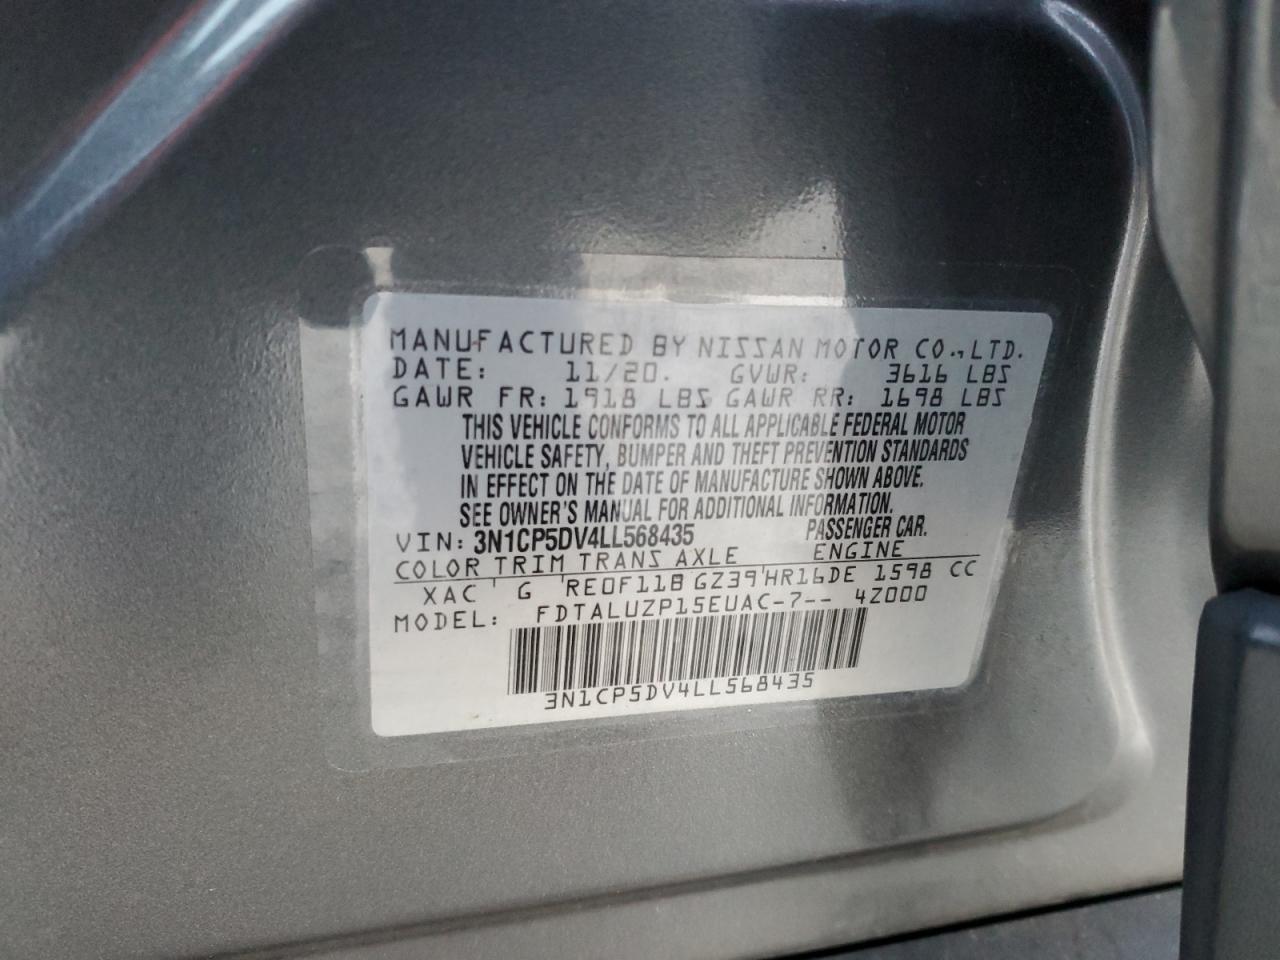 MANUFACTURED BY NISSAN MOTOR CO.,LTD.
DATE: 11/20. GVWR: 3616 LBS
GAWR FR: 1918 LBS GAWR RR: 1698 LBS
THIS VEHICLE CONFORMS TO ALL APPLICABLE FEDERAL MOTOR
VEHICLE SAFETY, BUMPER AND THEFT PREVENTION STANDARDS
IN EFFECT ON THE DATE OF MANUFACTURE SHOWN ABOVE.
SEE OWNER'S MANUAL FOR ADDITIONAL INFORMATION.
VIN: 3N1CP5DV4LL568435 PASSENGER CAR.
COLOR TRIM TRANS AXLE ENGINE
XAC G RE0F11B GZ39 HR16DE 1598 CC
MODEL: FDTALUZP15EUAC-7-- 4Z000
3N1CP5DV4LL568435